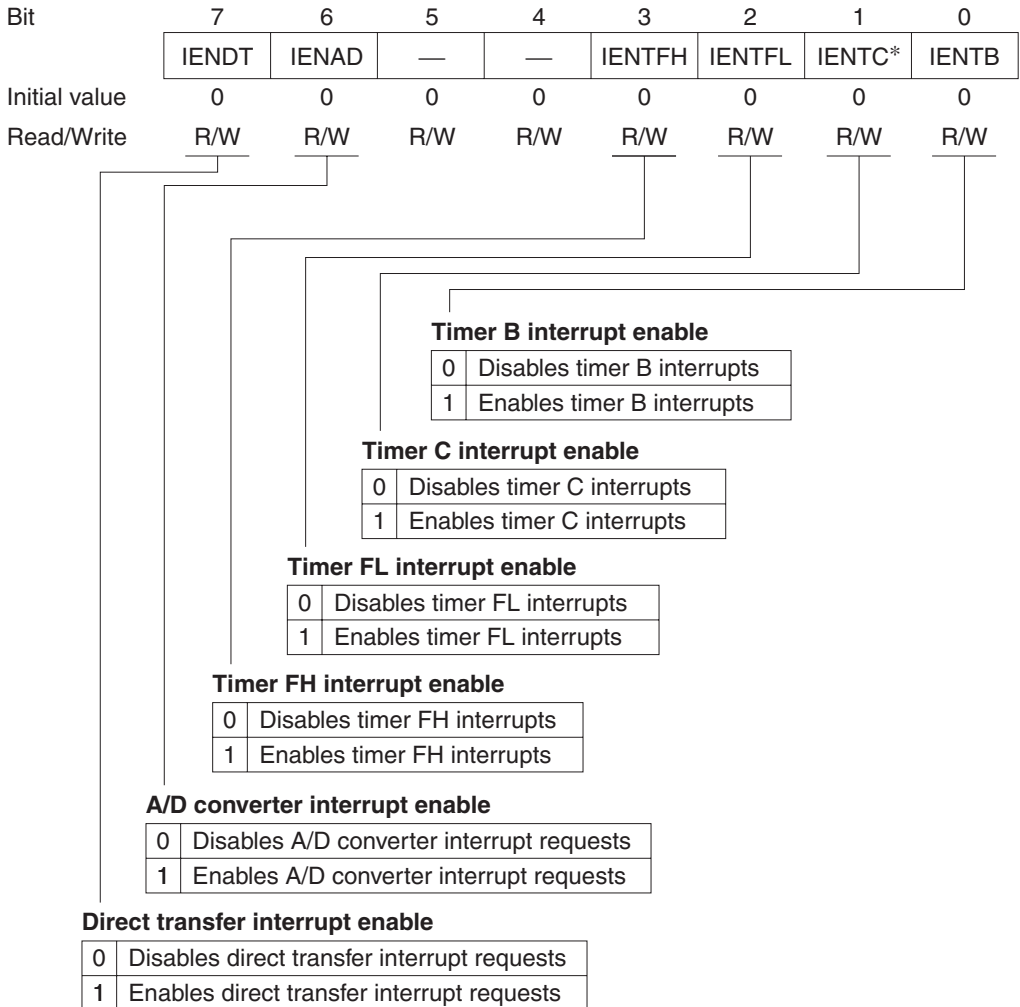 Bit 7 6 5 4 3 2 1 0
IENDT IENAD — — IENTFH IENTFL IENTC* IENTB
Initial value 0 0 0 0 0 0 0 0
Read/Write R/W R/W R/W R/W R/W R/W R/W R/W
Timer B interrupt enable
0 Disables timer B interrupts
1 Enables timer B interrupts
Timer C interrupt enable
0 Disables timer C interrupts
1 Enables timer C interrupts
Timer FL interrupt enable
0 Disables timer FL interrupts
1 Enables timer FL interrupts
Timer FH interrupt enable
0 Disables timer FH interrupts
1 Enables timer FH interrupts
A/D converter interrupt enable
0 Disables A/D converter interrupt requests
1 Enables A/D converter interrupt requests
Direct transfer interrupt enable
0 Disables direct transfer interrupt requests
1 Enables direct transfer interrupt requests